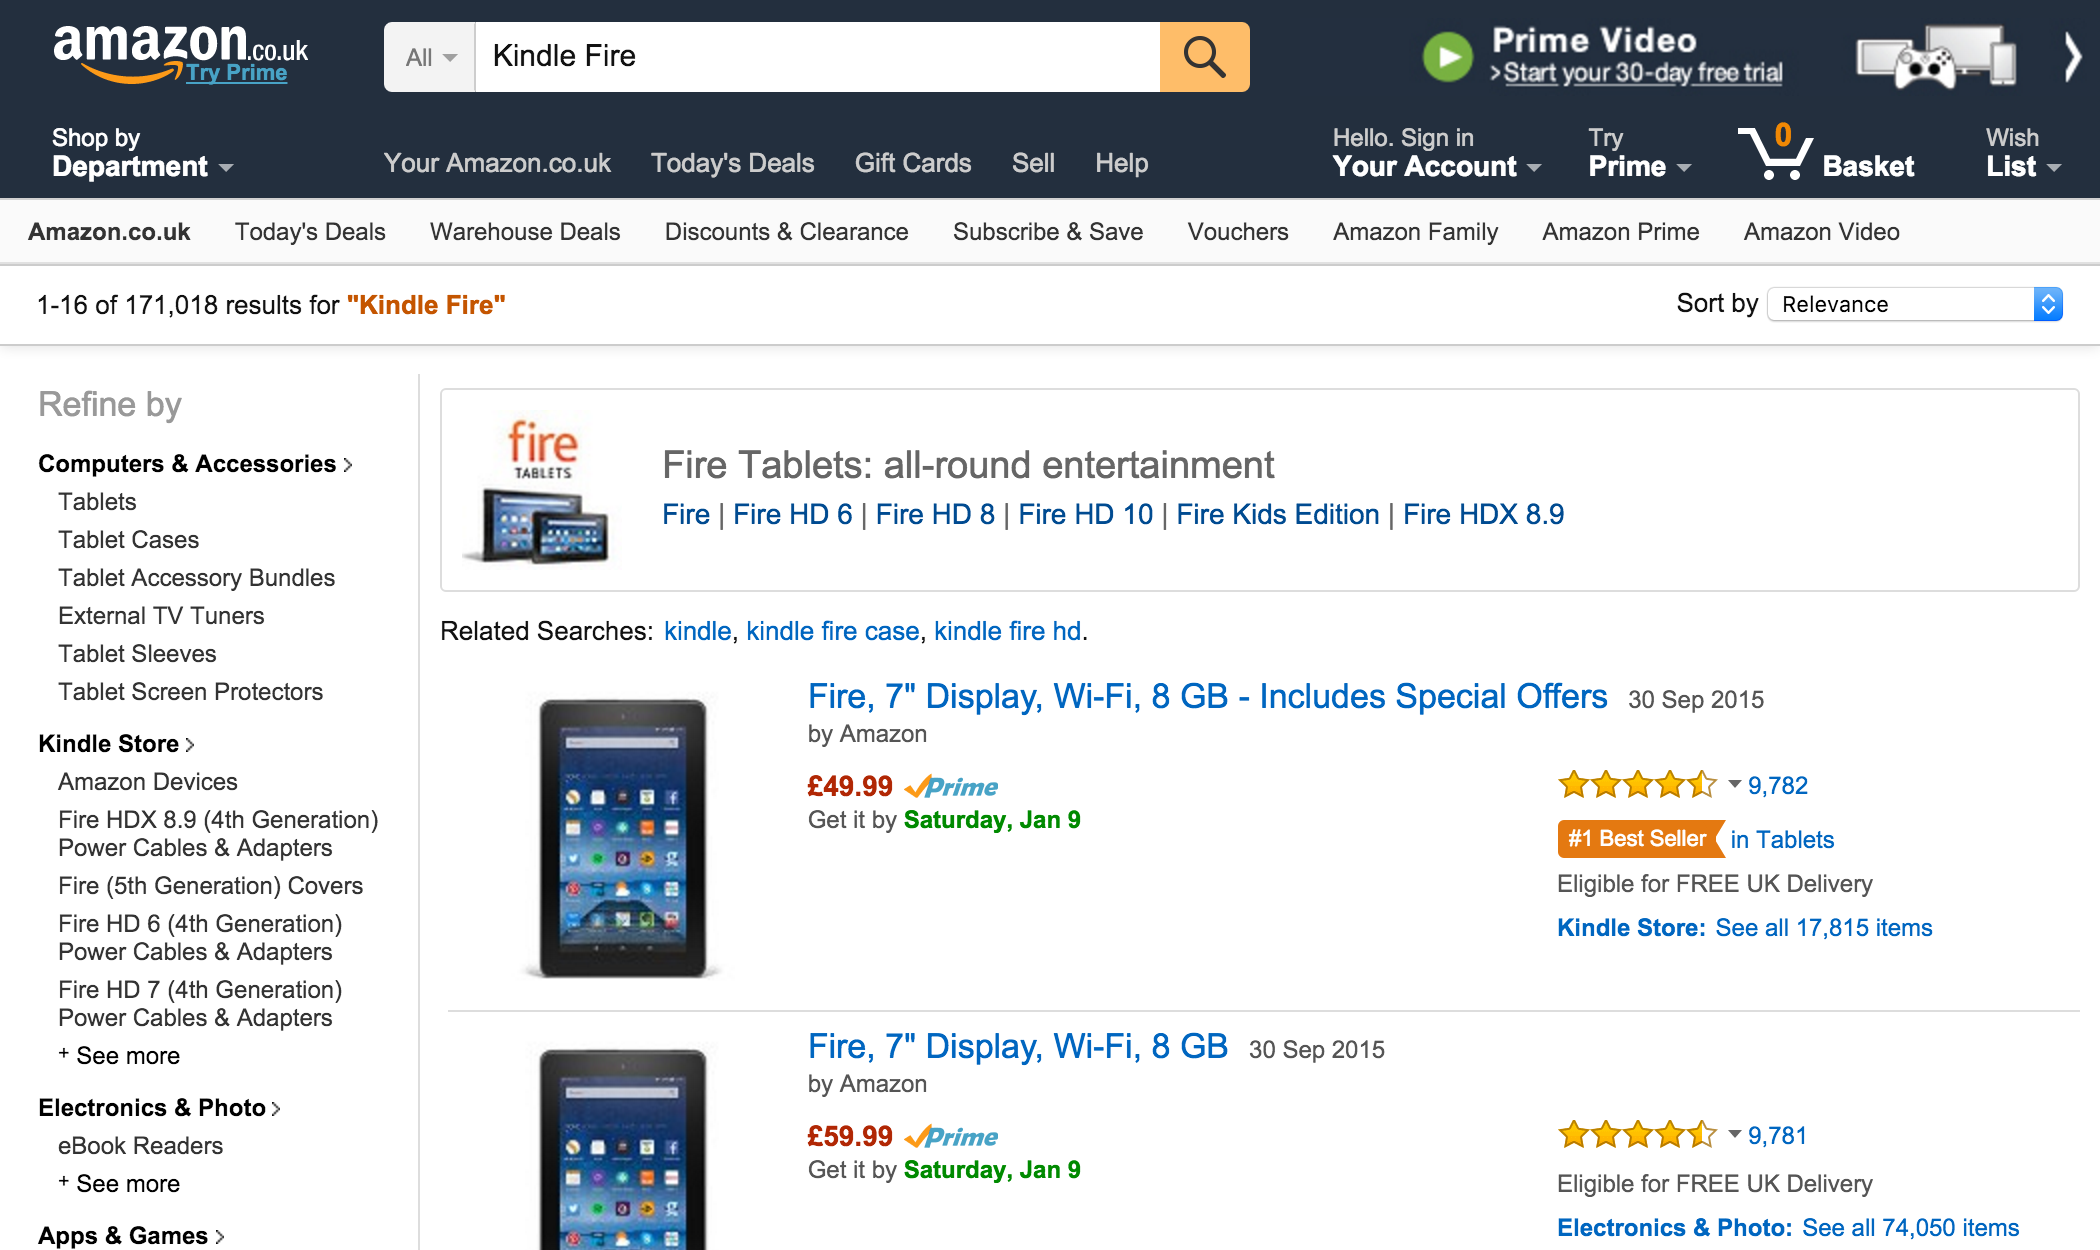 amazon.co.uk
Try Prime
All
Kindle Fire
Prime Video
>Start your 30-day free trial
Shop by
Department
Your Amazon.co.uk
Today's Deals
Gift Cards
Sell
Help
Hello. Sign in
Your Account
Try
Prime
0
Basket
Wish
List
Amazon.co.uk
Today's Deals
Warehouse Deals
Discounts & Clearance
Subscribe & Save
Vouchers
Amazon Family
Amazon Prime
Amazon Video
1-16 of 171,018 results for "Kindle Fire"
Sort by
Relevance
Refine by
Computers & Accessories
Tablets
Tablet Cases
Tablet Accessory Bundles
External TV Tuners
Tablet Sleeves
Tablet Screen Protectors
Kindle Store
Amazon Devices
Fire HDX 8.9 (4th Generation)
Power Cables & Adapters
Fire (5th Generation) Covers
Fire HD 6 (4th Generation)
Power Cables & Adapters
Fire HD 7 (4th Generation)
Power Cables & Adapters
+ See more
Electronics & Photo
eBook Readers
+ See more
Apps & Games
fire
TABLETS
Fire Tablets: all-round entertainment
Fire | Fire HD 6 | Fire HD 8 | Fire HD 10 | Fire Kids Edition | Fire HDX 8.9
Related Searches: kindle, kindle fire case, kindle fire hd.
Fire, 7" Display, Wi-Fi, 8 GB - Includes Special Offers 30 Sep 2015
by Amazon
£49.99 Prime
Get it by Saturday, Jan 9
9,782
#1 Best Seller in Tablets
Eligible for FREE UK Delivery
Kindle Store: See all 17,815 items
Fire, 7" Display, Wi-Fi, 8 GB 30 Sep 2015
by Amazon
£59.99 Prime
Get it by Saturday, Jan 9
9,781
Eligible for FREE UK Delivery
Electronics & Photo: See all 74,050 items